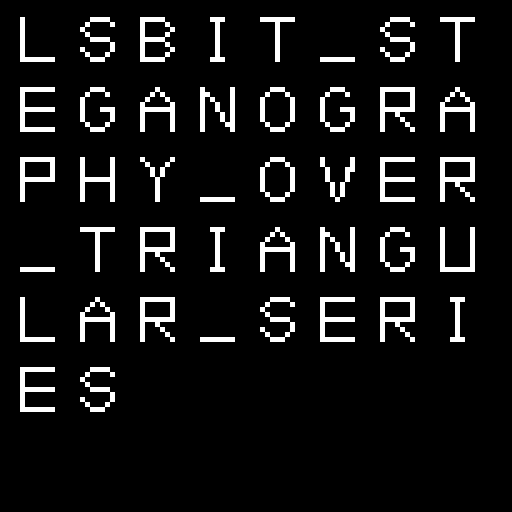 LSBIT_ST
EGANOGRA
PHY_OVER
_TRIANGU
LAR_SERI
ES